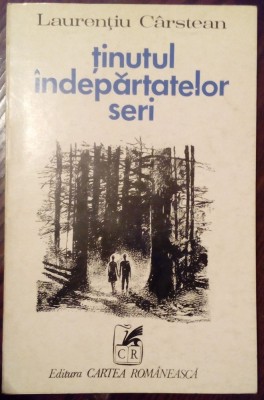 Laurențiu Cârstean
ținutul
îndepărtatelor
seri
CR
Editura CARTEA ROMÂNEASCĂ